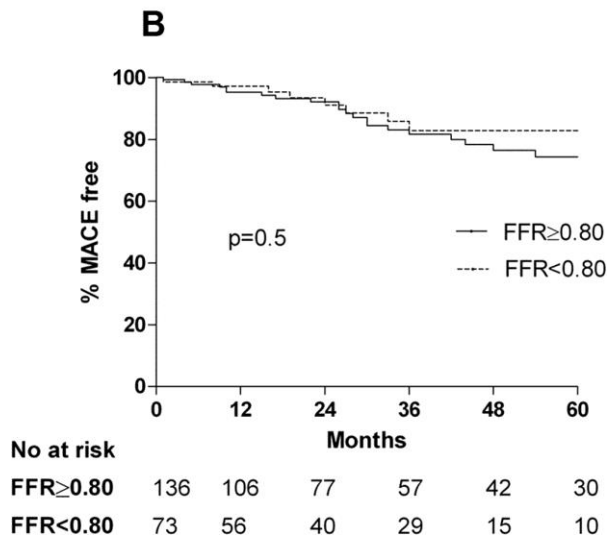 B
100
80
60
40
20
0
% MACE free
p=0.5
FFR≥0.80
FFR<0.80
0 12 24 36 48 60
Months
No at risk
FFR≥0.80 136 106 77 57 42 30
FFR<0.80 73 56 40 29 15 10